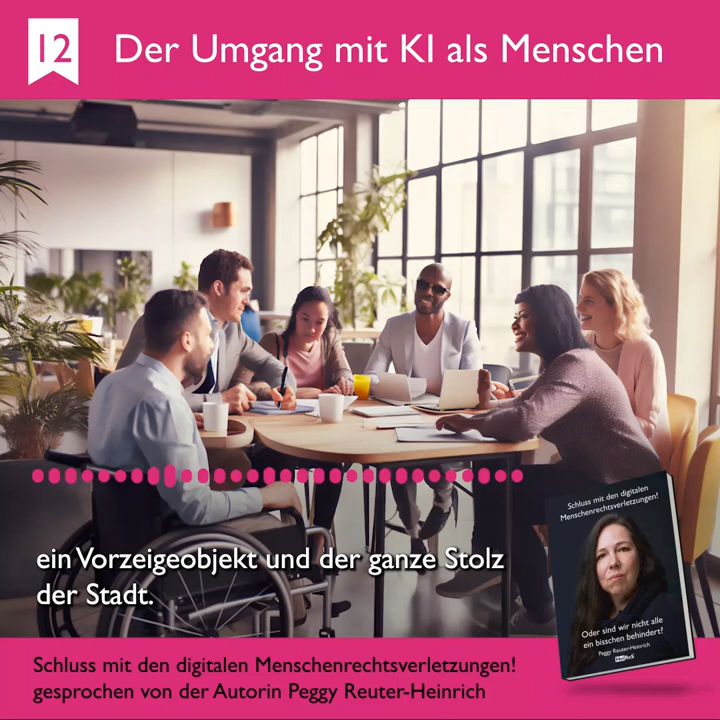 12
Der Umgang mit KI als Menschen
ein Vorzeigeobjekt und der ganze Stolz
der Stadt.
Schluss mit den digitalen
Menschenrechtsverletzungen!
Oder sind wir nicht alle
ein bisschen behindert?
Peggy Reuter-Heinrich
Schluss mit den digitalen Menschenrechtsverletzungen!
gesprochen von der Autorin Peggy Reuter-Heinrich